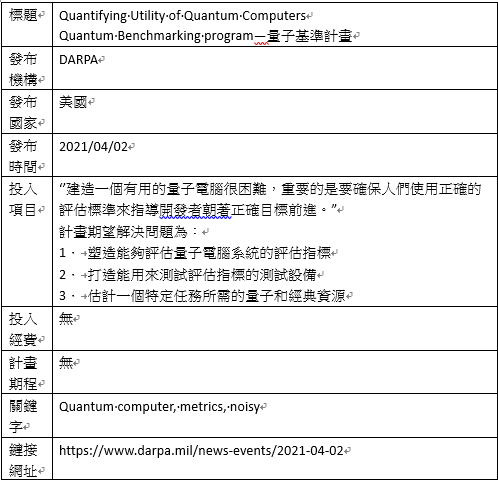 標題
Quantifying Utility of Quantum Computers
Quantum Benchmarking program—量子基準計畫
發布
機構
DARPA
發布
國家
美國
發布
時間
2021/04/02
投入
項目
“建造一個有用的量子電腦很困難，重要的是要確保人們使用正確的
評估標準來指導開發者朝著正確目標前進。”
計畫期望解決問題為：
1． 塑造能夠評估量子電腦系統的評估指標
2． 打造能用來測試評估指標的測試設備
3． 估計一個特定任務所需的量子和經典資源
投入
經費
無
計畫
期程
無
關鍵
字
Quantum computer, metrics, noisy
鏈接
網址
https://www.darpa.mil/news-events/2021-04-02